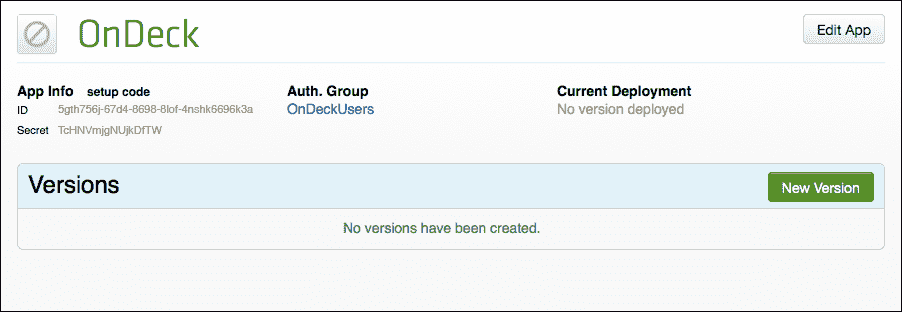 OnDeck
Edit App
App Info setup code
ID 5gth756j-67d4-8698-8lof-4nshk6696k3a
Secret TcHNVmjgNUjkDfTW
Auth. Group
OnDeckUsers
Current Deployment
No version deployed
Versions
New Version
No versions have been created.